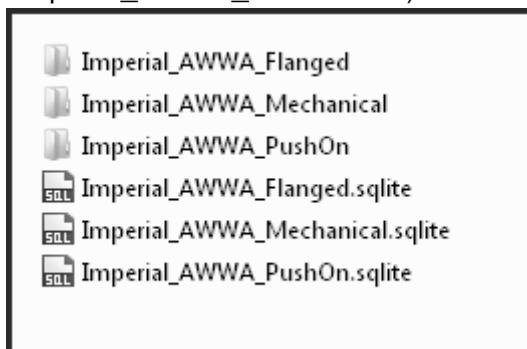 Imperial_AWWA_Flanged
Imperial_AWWA_Mechanical
Imperial_AWWA_PushOn
Imperial_AWWA_Flanged.sqlite
Imperial_AWWA_Mechanical.sqlite
Imperial_AWWA_PushOn.sqlite